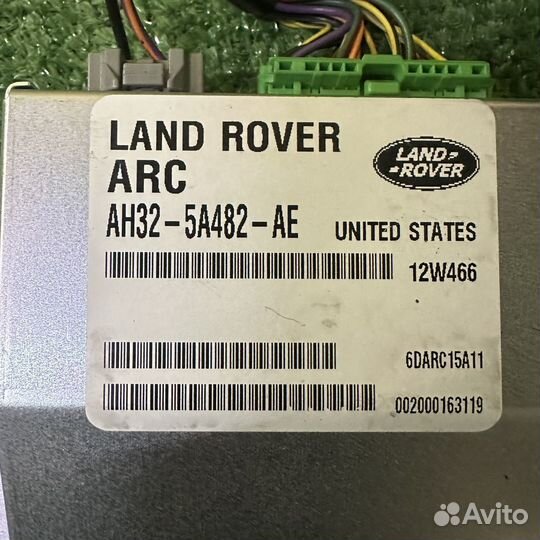 LAND ROVER
ARC
LAND ROVER
AH32-5A482-AE
UNITED STATES
12W466
6DARC15A11
002000163119
Avito